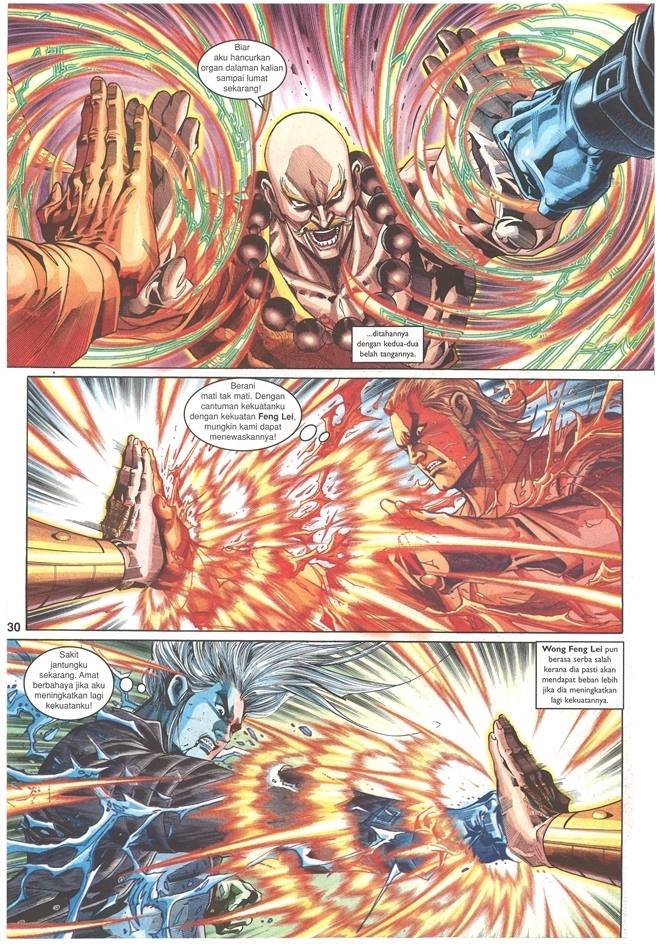 Biar
aku hancurkan
organ dalaman kalian
sampai lumat
sekarang!
...ditahannya
dengan kedua-dua
belah tangannya.
Berani
mati tak mati. Dengan
cantuman kekuatanku
dengan kekuatan Feng Lei,
mungkin kami dapat
menewaskannya!
30
Sakit
jantungku
sekarang. Amat
berbahaya jika aku
meningkatkan lagi
kekuatanku!
Wong Feng Lei pun
berasa serba salah
kerana dia pasti akan
mendapat beban lebih
jika dia meningkatkan
lagi kekuatannya.